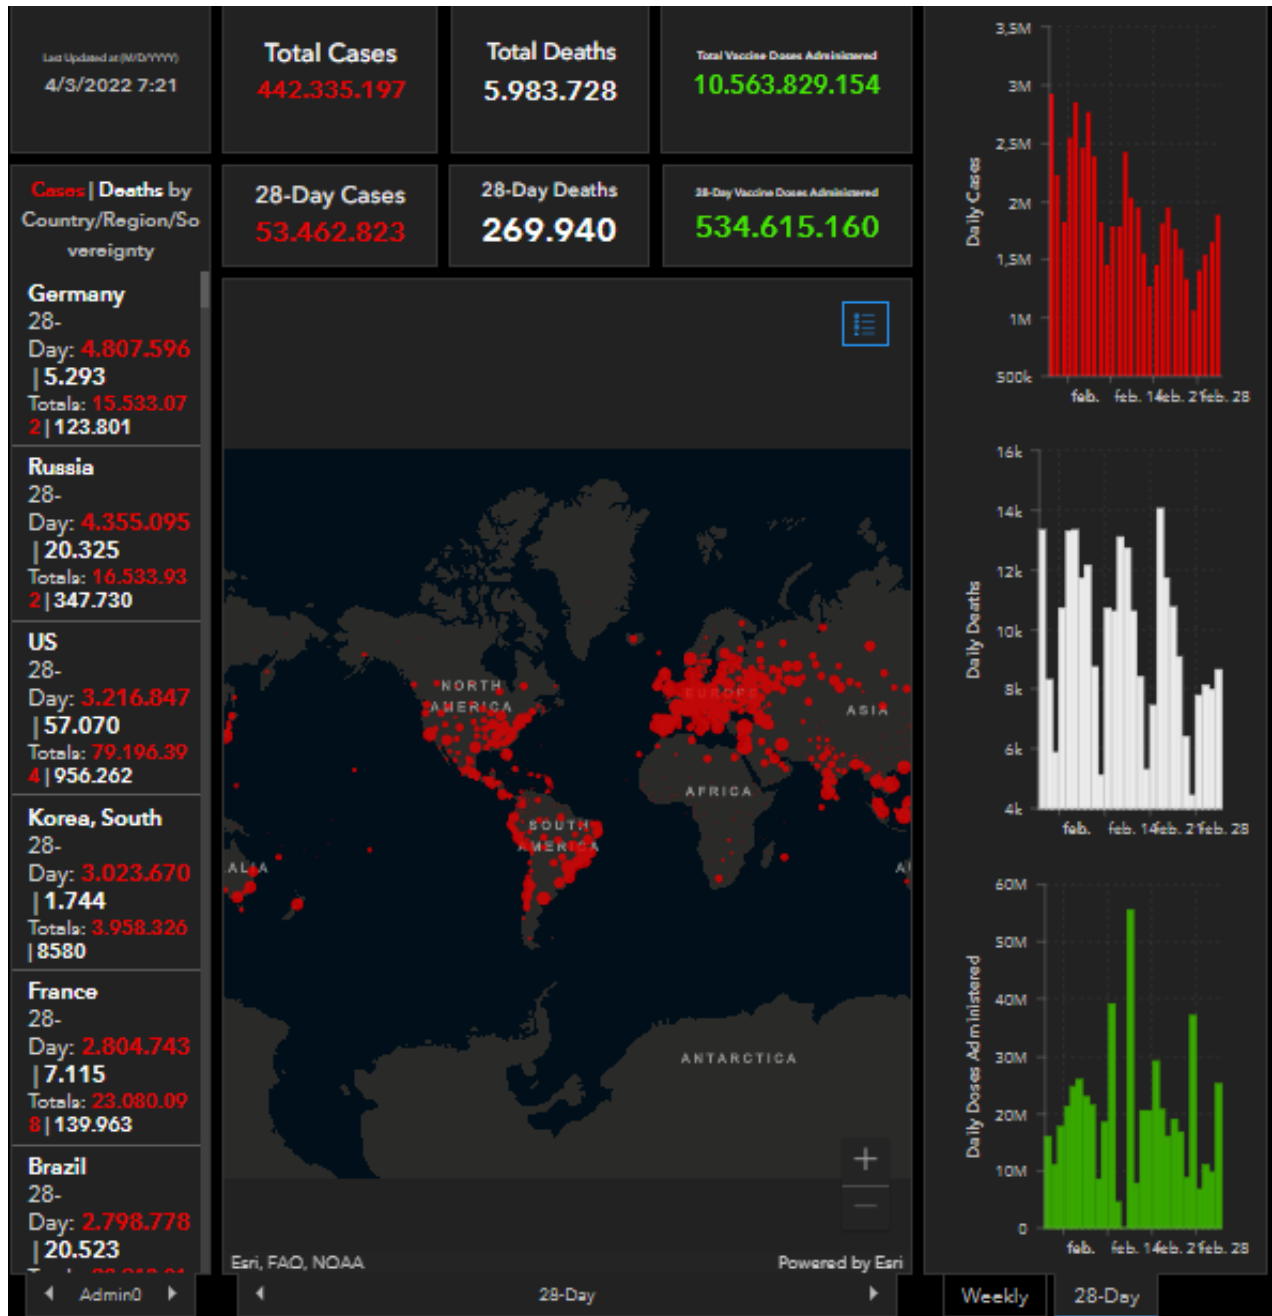 Last Updated at (M/D/YYYY)
4/3/2022 7:21
Total Cases
442.335.197
Total Deaths
5.983.728
Total Vaccine Doses Administered
10.563.829.154
28-Day Cases
53.462.823
28-Day Deaths
269.940
28-Day Vaccine Doses Administered
534.615.160
Cases | Deaths by
Country/Region/So
vereignty
Germany
28-
Day: 4.807.596
| 5.293
Totals: 15.533.07
2 | 123.801
Russia
28-
Day: 4.355.095
| 20.325
Totals: 16.533.93
2 | 347.730
US
28-
Day: 3.216.847
| 57.070
Totals: 79.196.39
4 | 956.262
Korea, South
28-
Day: 3.023.670
| 1.744
Totals: 3.958.326
| 8580
France
28-
Day: 2.804.743
| 7.115
Totals: 23.080.09
8 | 139.963
Brazil
28-
Day: 2.798.778
| 20.523
Admin0
NORTH
AMERICA
EUROPE
ASIA
AFRICA
SOUTH
AMERICA
ALIA
A
ANTARCTICA
+
−
Esri, FAO, NOAA
Powered by Esri
28-Day
Daily Cases
3,5M
3M
2,5M
2M
1,5M
1M
500k
feb. feb. 14 feb. 21 feb. 28
Daily Deaths
16k
14k
12k
10k
8k
6k
4k
feb. feb. 14 feb. 21 feb. 28
Daily Doses Administered
60M
50M
40M
30M
20M
10M
0
feb. feb. 14 feb. 21 feb. 28
Weekly
28-Day